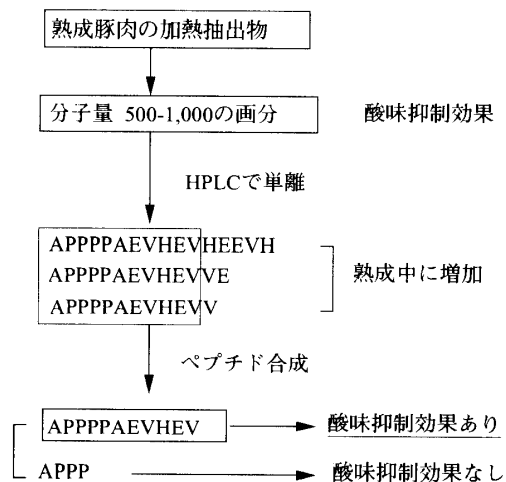 熟成豚肉の加熱抽出物
分子量 500-1,000の画分 酸味抑制効果
HPLCで単離
APPPPAEVHEVHEEVH
APPPPAEVHEVVE
APPPPAEVHEVV
熟成中に増加
ペプチド合成
APPPPAEVHEV 酸味抑制効果あり
APPP 酸味抑制効果なし